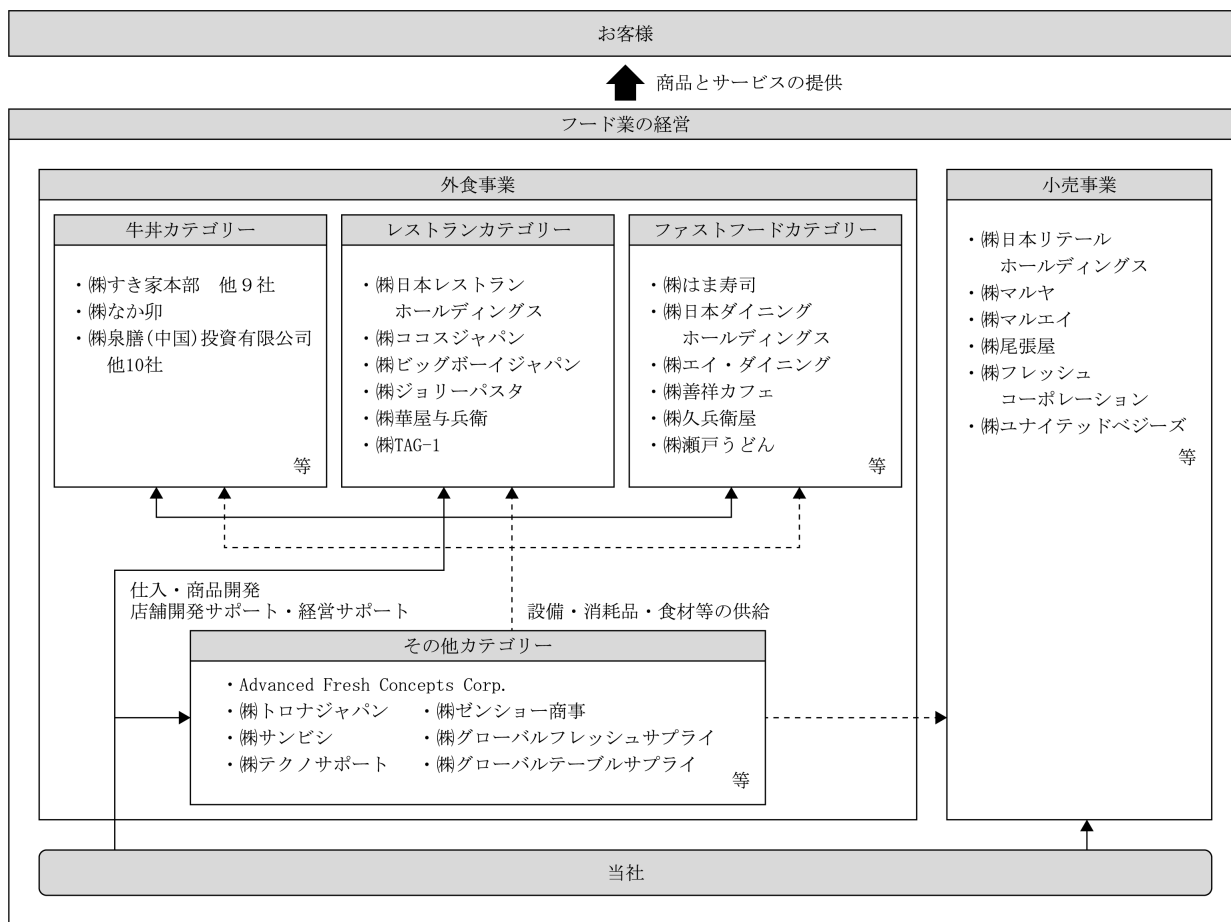 お客様
商品とサービスの提供
フード業の経営
外食事業
牛丼カテゴリー
・㈱すき家本部　他９社
・㈱なか卯
・㈱泉膳(中国)投資有限公司
他10社
等
レストランカテゴリー
・㈱日本レストラン
ホールディングス
・㈱ココスジャパン
・㈱ビッグボーイジャパン
・㈱ジョリーパスタ
・㈱華屋与兵衛
・㈱TAG-1
等
ファストフードカテゴリー
・㈱はま寿司
・㈱日本ダイニング
ホールディングス
・㈱エイ・ダイニング
・㈱善祥カフェ
・㈱久兵衛屋
・㈱瀬戸うどん
等
小売事業
・㈱日本リテール
ホールディングス
・㈱マルヤ
・㈱マルエイ
・㈱尾張屋
・㈱フレッシュ
コーポレーション
・㈱ユナイテッドベジーズ
等
仕入・商品開発
店舗開発サポート・経営サポート
設備・消耗品・食材等の供給
その他カテゴリー
・Advanced Fresh Concepts Corp.
・㈱トロナジャパン　・㈱ゼンショー商事
・㈱サンビシ　・㈱グローバルフレッシュサプライ
・㈱テクノサポート　・㈱グローバルテーブルサプライ
等
当社